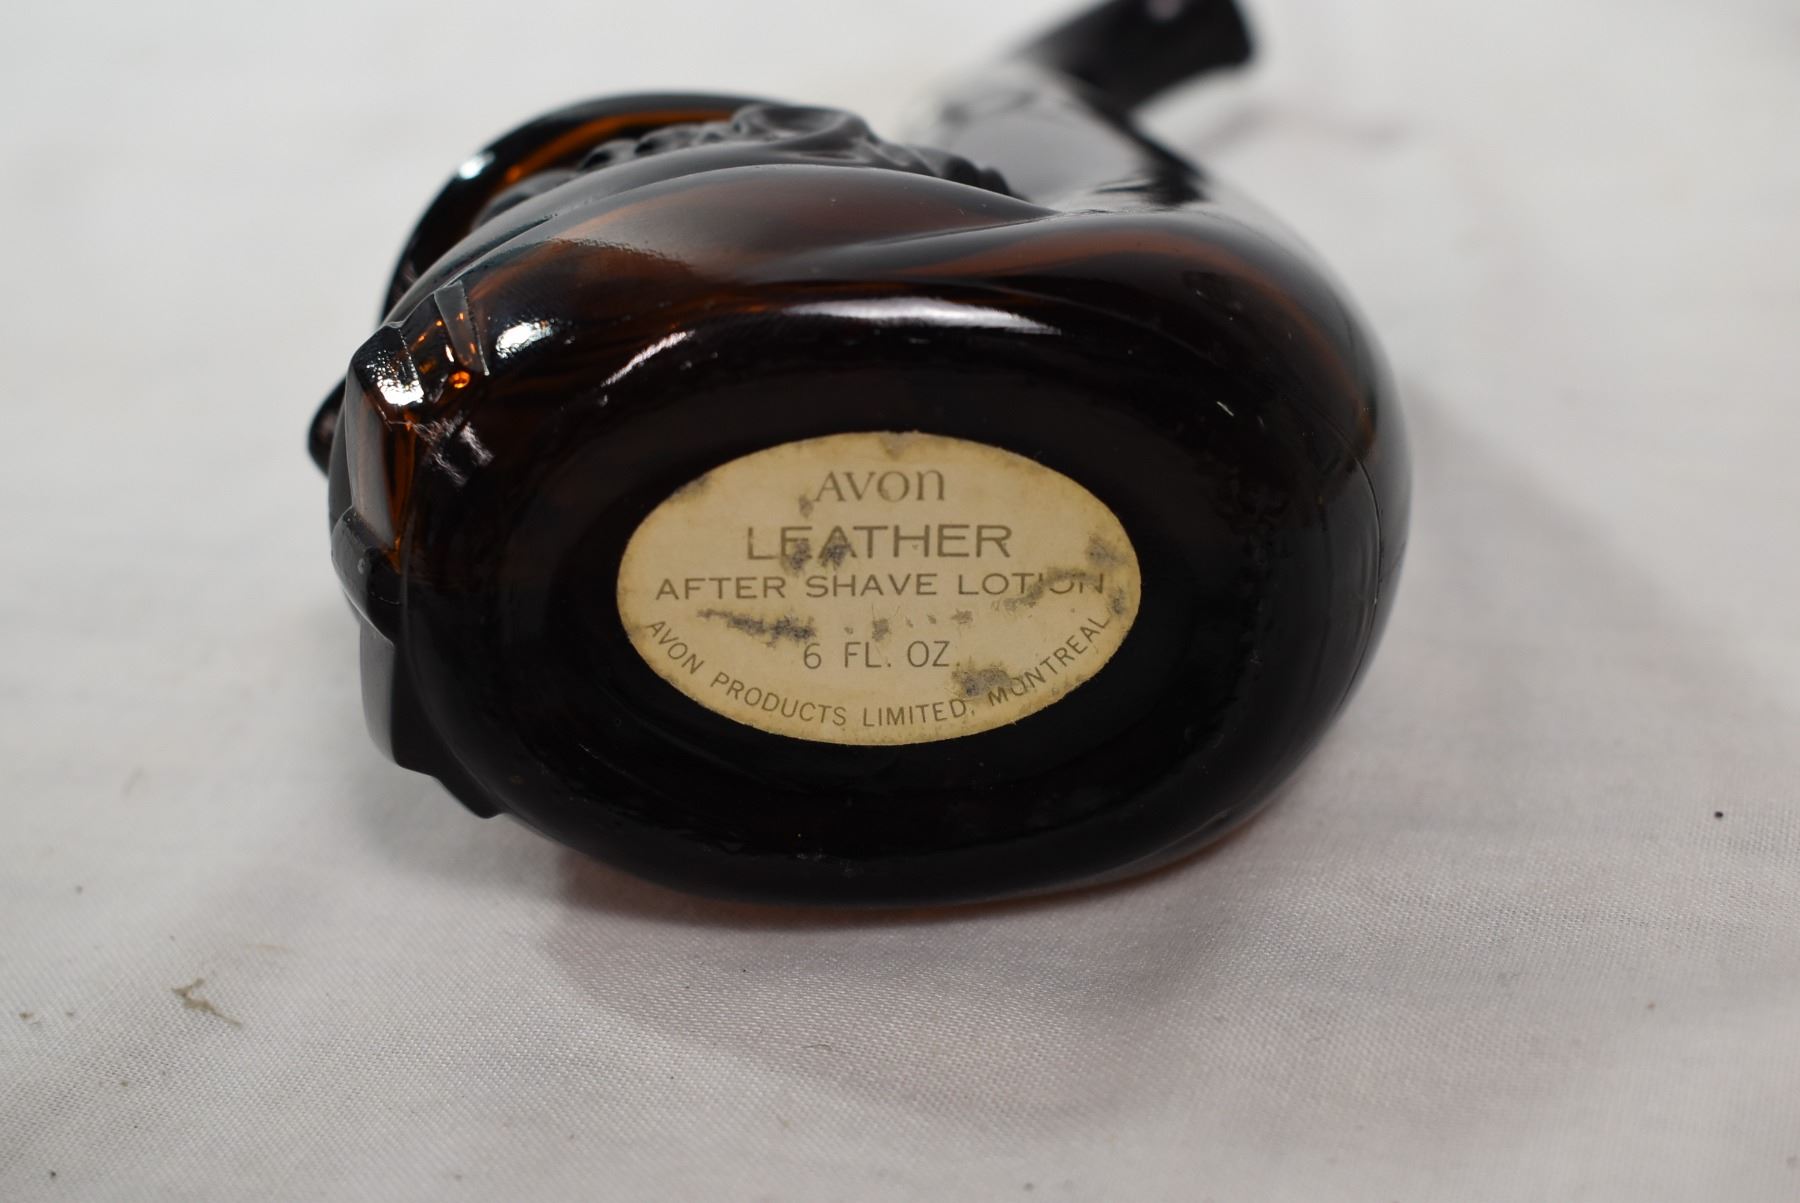 AVON
LEATHER
AFTER SHAVE LOTION
6 FL. OZ.
AVON PRODUCTS LIMITED, MONTREAL